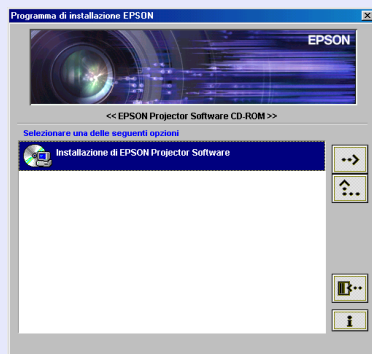 Programma di installazione EPSON
EPSON
<< EPSON Projector Software CD-ROM >>
Selezionare una delle seguenti opzioni
Installazione di EPSON Projector Software
i